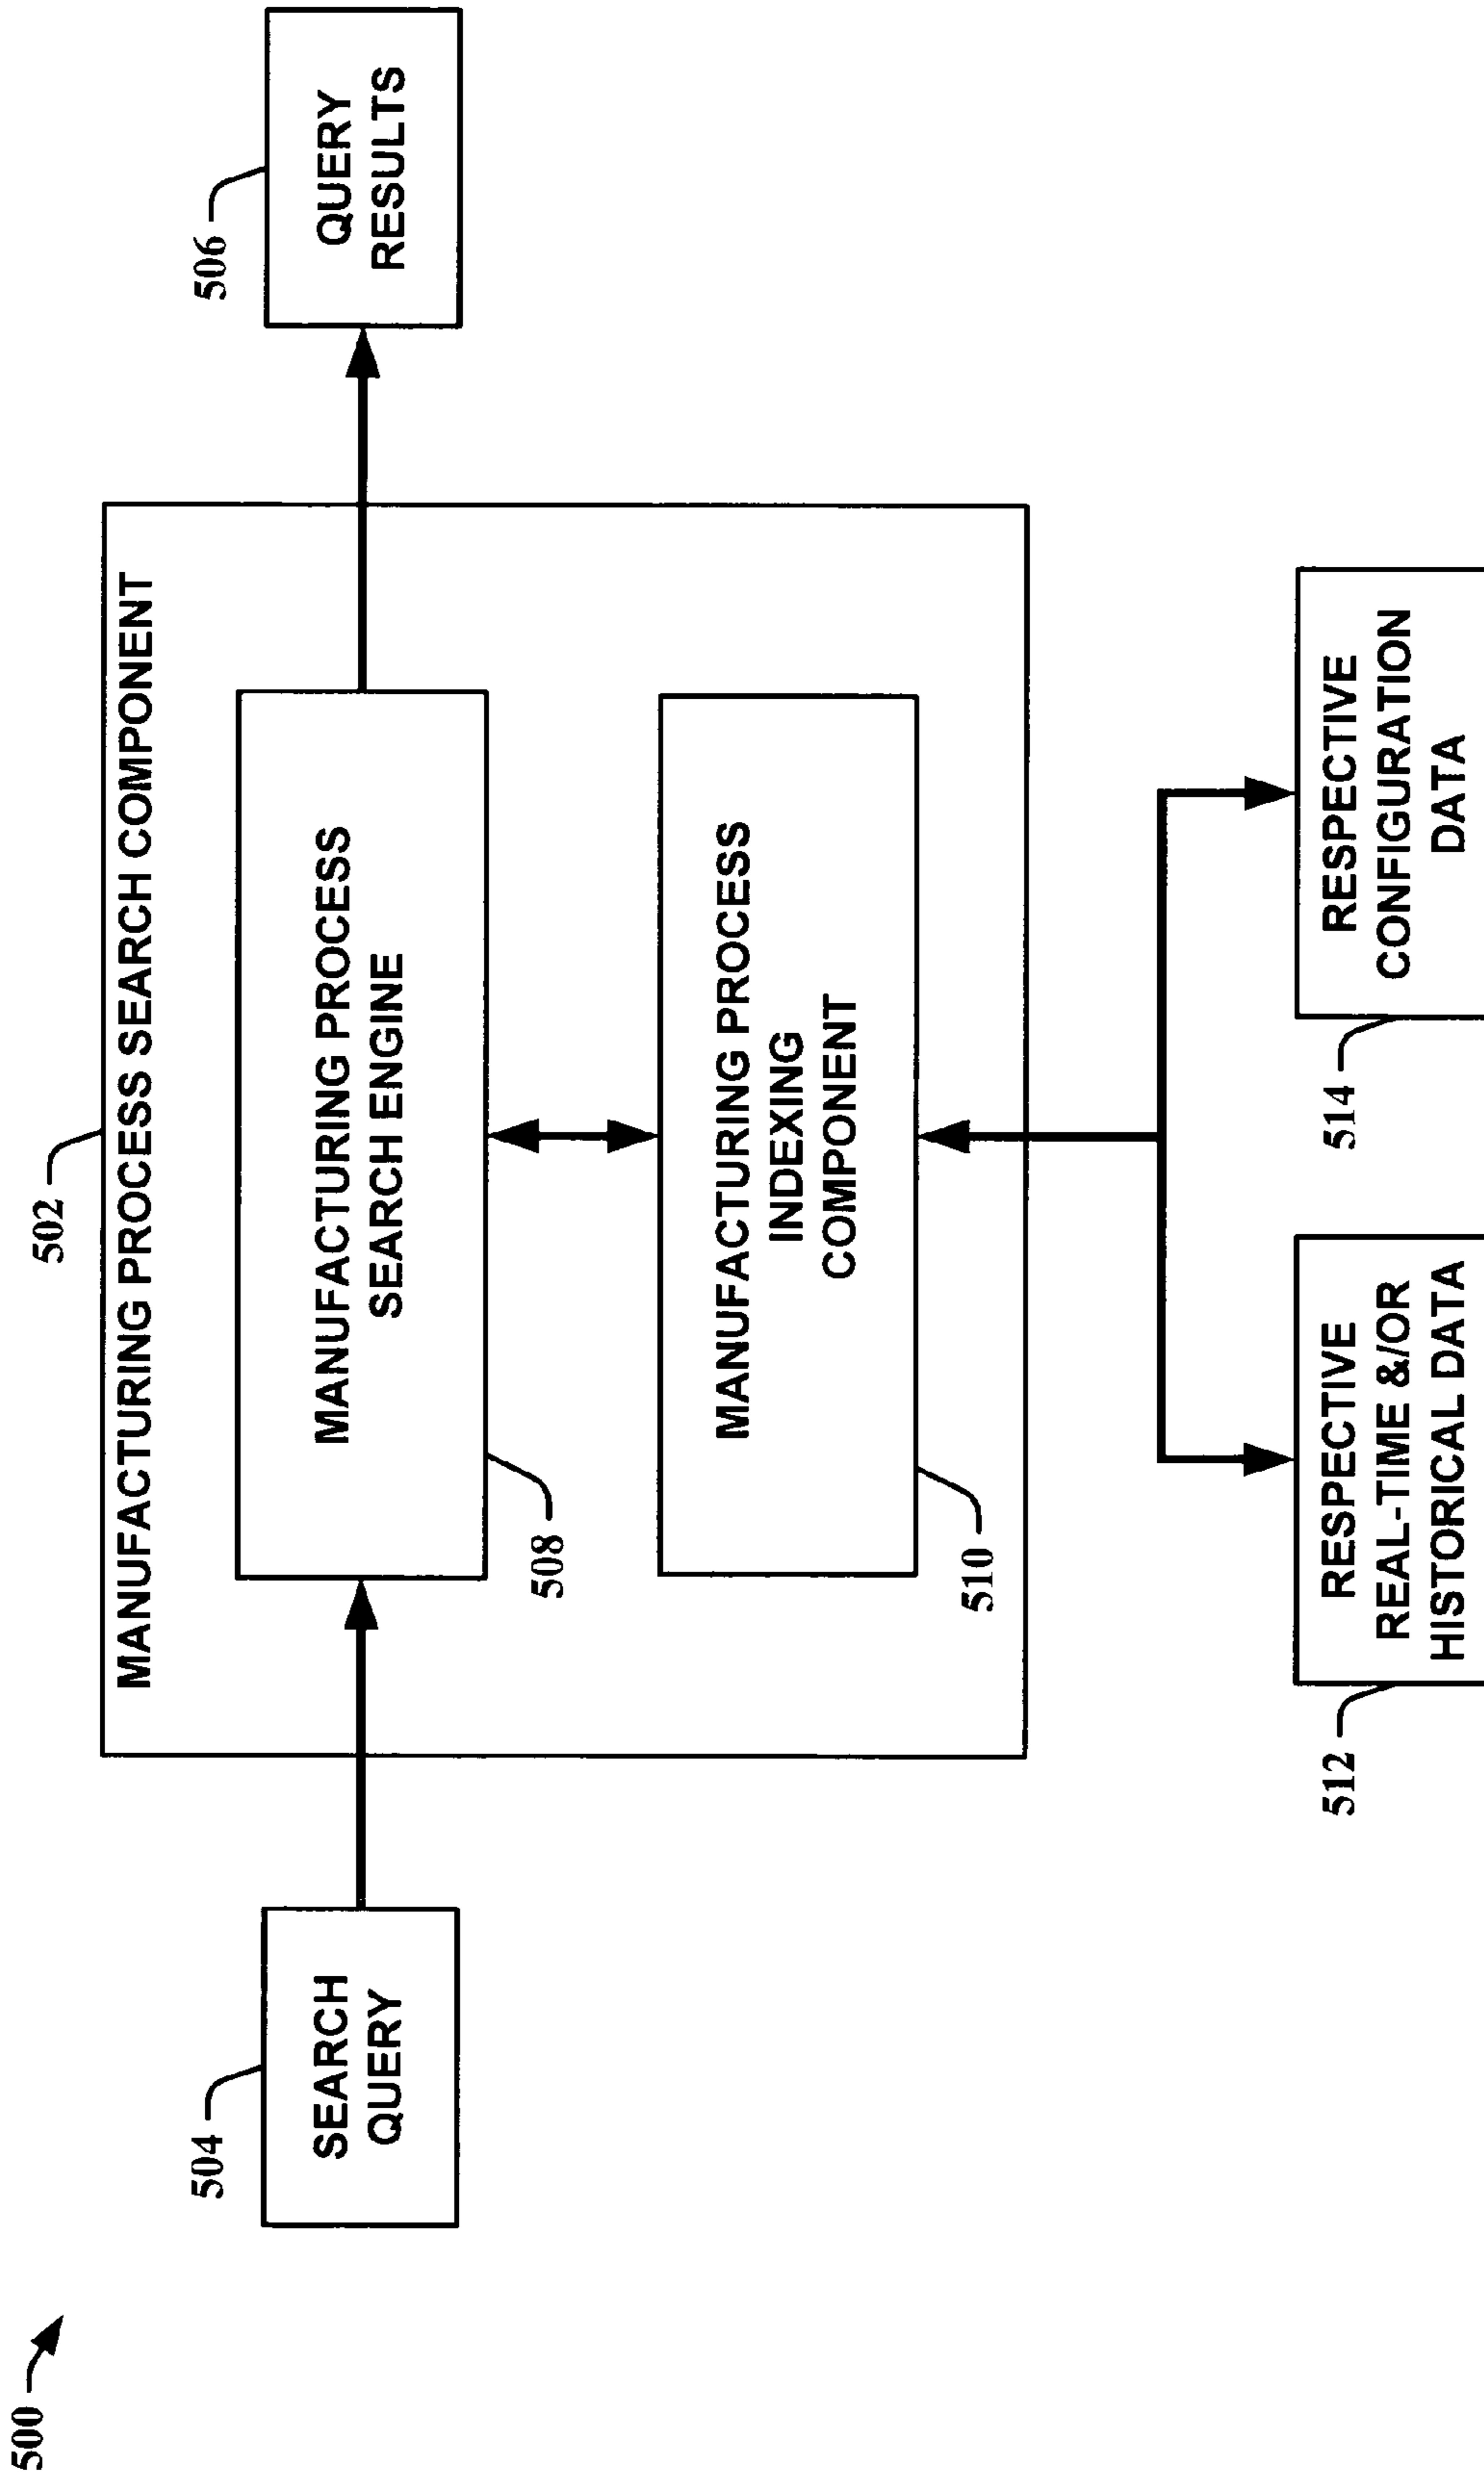 500
502
MANUFACTURING PROCESS SEARCH COMPONENT
504
SEARCH
QUERY
MANUFACTURING PROCESS
SEARCH ENGINE
508
506
QUERY
RESULTS
MANUFACTURING PROCESS
INDEXING
COMPONENT
510
512
RESPECTIVE
REAL-TIME &/OR
HISTORICAL DATA
514
RESPECTIVE
CONFIGURATION
DATA